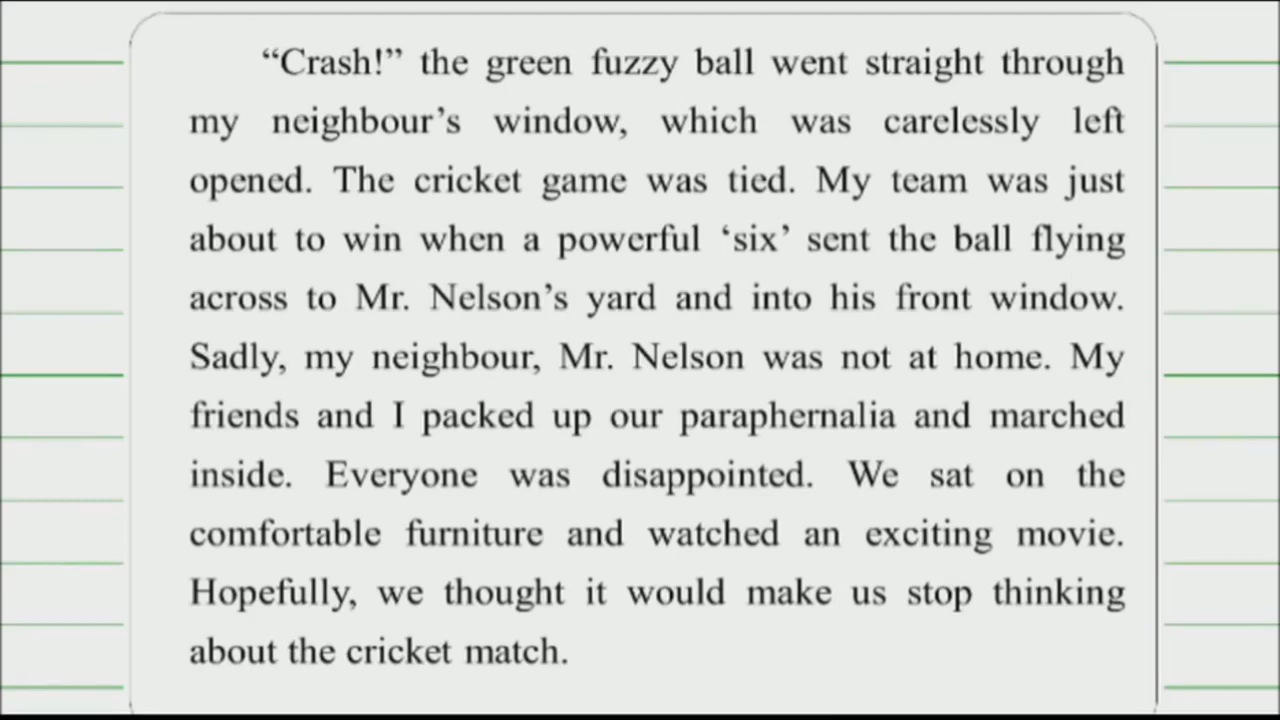 “Crash!” the green fuzzy ball went straight through
my neighbour’s window, which was carelessly left
opened. The cricket game was tied. My team was just
about to win when a powerful ‘six’ sent the ball flying
across to Mr. Nelson’s yard and into his front window.
Sadly, my neighbour, Mr. Nelson was not at home. My
friends and I packed up our paraphernalia and marched
inside. Everyone was disappointed. We sat on the
comfortable furniture and watched an exciting movie.
Hopefully, we thought it would make us stop thinking
about the cricket match.